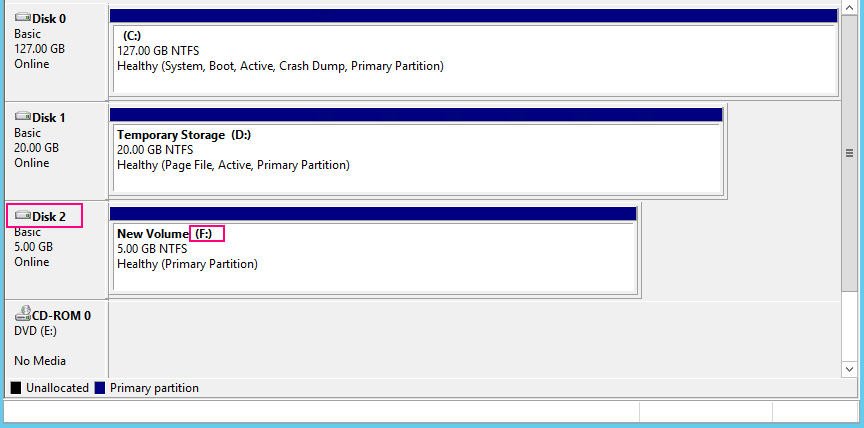 Disk 0
Basic
127.00 GB
Online
(C:)
127.00 GB NTFS
Healthy (System, Boot, Active, Crash Dump, Primary Partition)
Disk 1
Basic
20.00 GB
Online
Temporary Storage (D:)
20.00 GB NTFS
Healthy (Page File, Active, Primary Partition)
Disk 2
Basic
5.00 GB
Online
New Volume (F:)
5.00 GB NTFS
Healthy (Primary Partition)
CD-ROM 0
DVD (E:)
No Media
Unallocated Primary partition